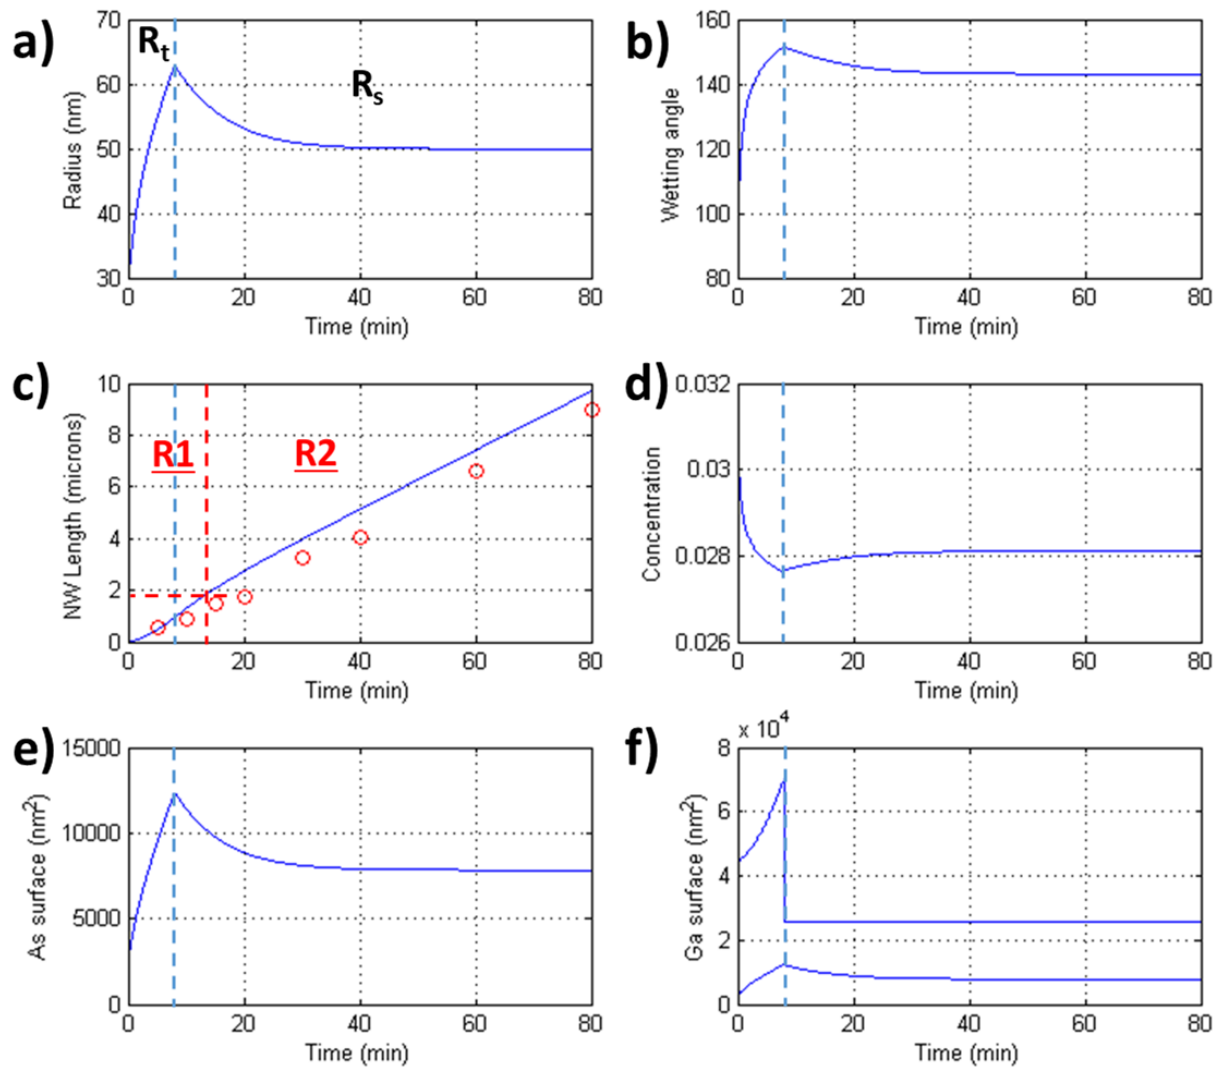 a)
R_t
R_s
Radius (nm)
70
60
50
40
30
0 20 40 60 80
Time (min)
b)
Wetting angle
160
140
120
100
80
0 20 40 60 80
Time (min)
c)
R1
R2
NW Length (microns)
10
8
6
4
2
0
0 20 40 60 80
Time (min)
d)
Concentration
0.032
0.03
0.028
0.026
0 20 40 60 80
Time (min)
e)
As surface (nm²)
15000
10000
5000
0
0 20 40 60 80
Time (min)
f)
x 10⁴
Ga surface (nm²)
8
6
4
2
0
0 20 40 60 80
Time (min)